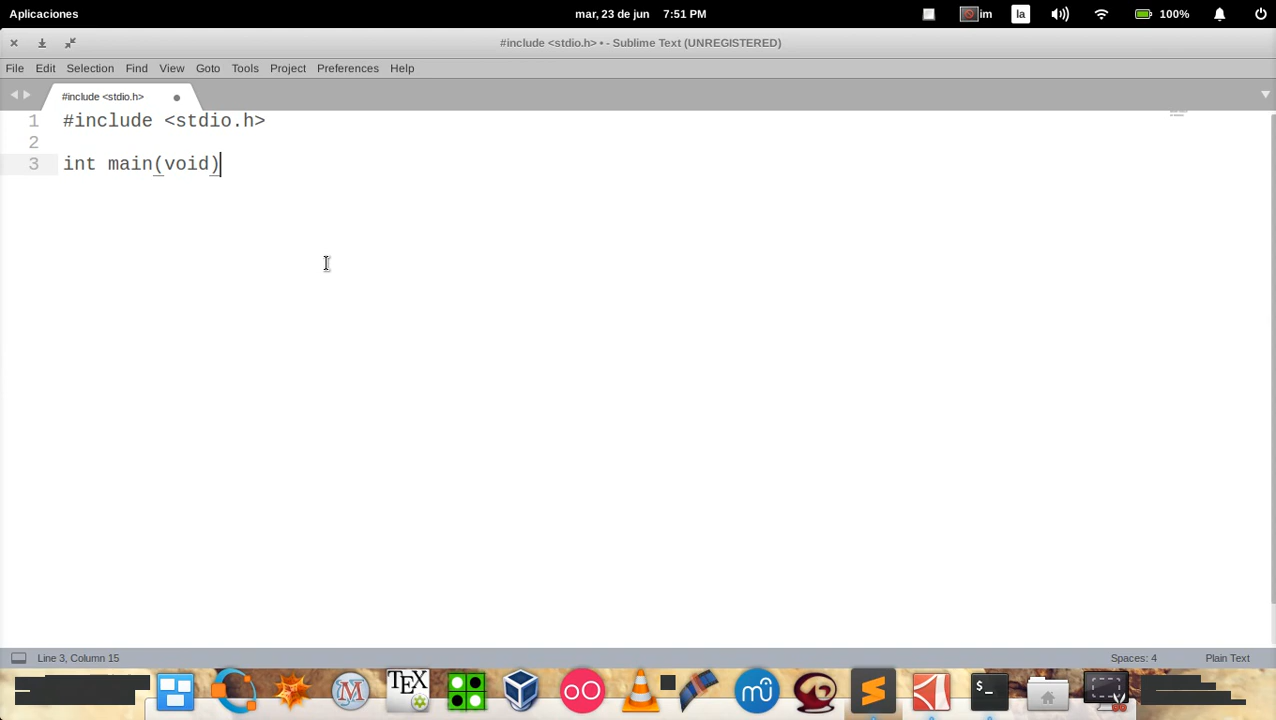 Aplicaciones mar, 23 de jun 7:51 PM im la 100%
#include <stdio.h> • - Sublime Text (UNREGISTERED)
File Edit Selection Find View Goto Tools Project Preferences Help
#include <stdio.h>
1 #include <stdio.h>
2
3 int main(void)
Line 3, Column 15 Spaces: 4 Plain Text
TEX